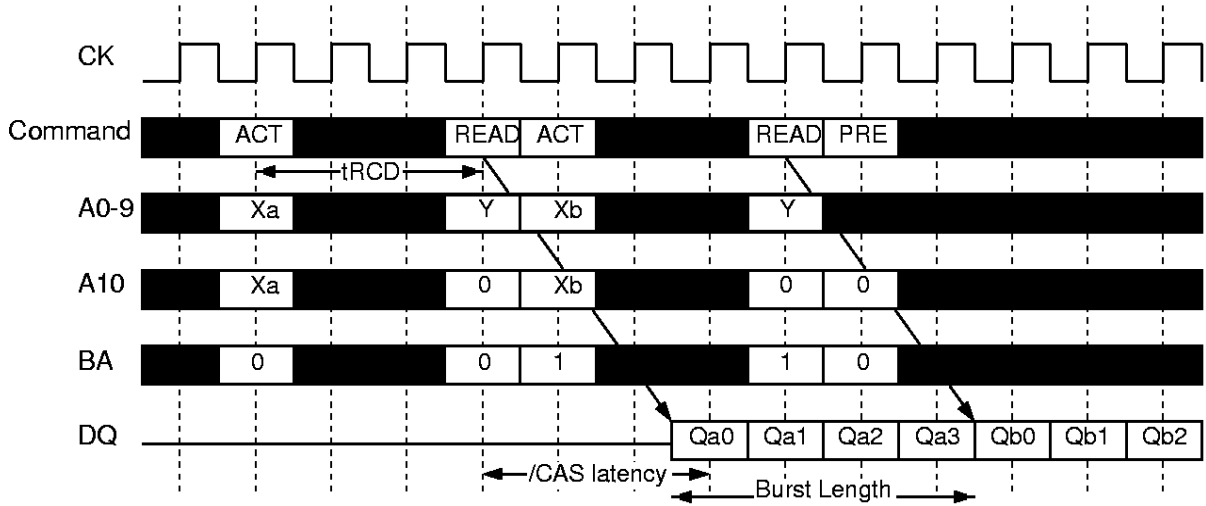 CK
Command ACT READ ACT READ PRE
tRCD
A0-9 Xa Y Xb Y
A10 Xa 0 Xb 0 0
BA 0 0 1 1 0
DQ Qa0 Qa1 Qa2 Qa3 Qb0 Qb1 Qb2
/CAS latency
Burst Length